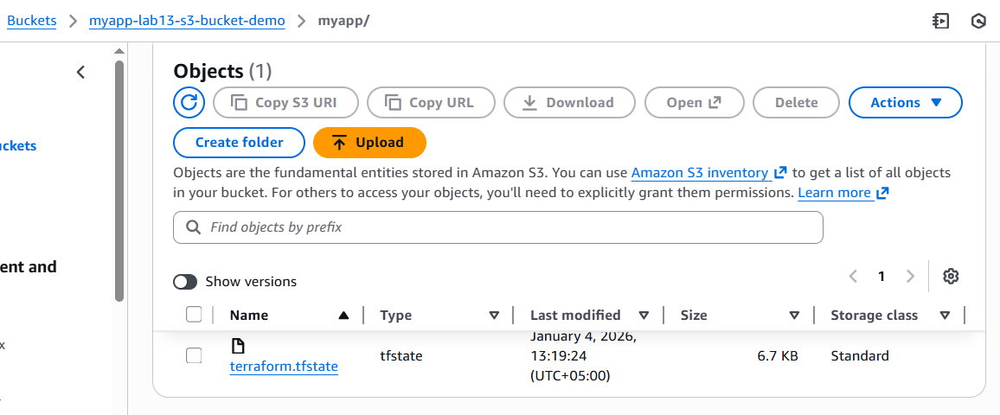 Buckets > myapp-lab13-s3-bucket-demo > myapp/
Objects (1)
Copy S3 URI Copy URL Download Open Delete Actions
Create folder Upload
Objects are the fundamental entities stored in Amazon S3. You can use Amazon S3 inventory to get a list of all objects
in your bucket. For others to access your objects, you'll need to explicitly grant them permissions. Learn more
Find objects by prefix
uckets
ent and
x
Show versions
1
Name Type Last modified Size Storage class
January 4, 2026,
terraform.tfstate tfstate 13:19:24 6.7 KB Standard
(UTC+05:00)